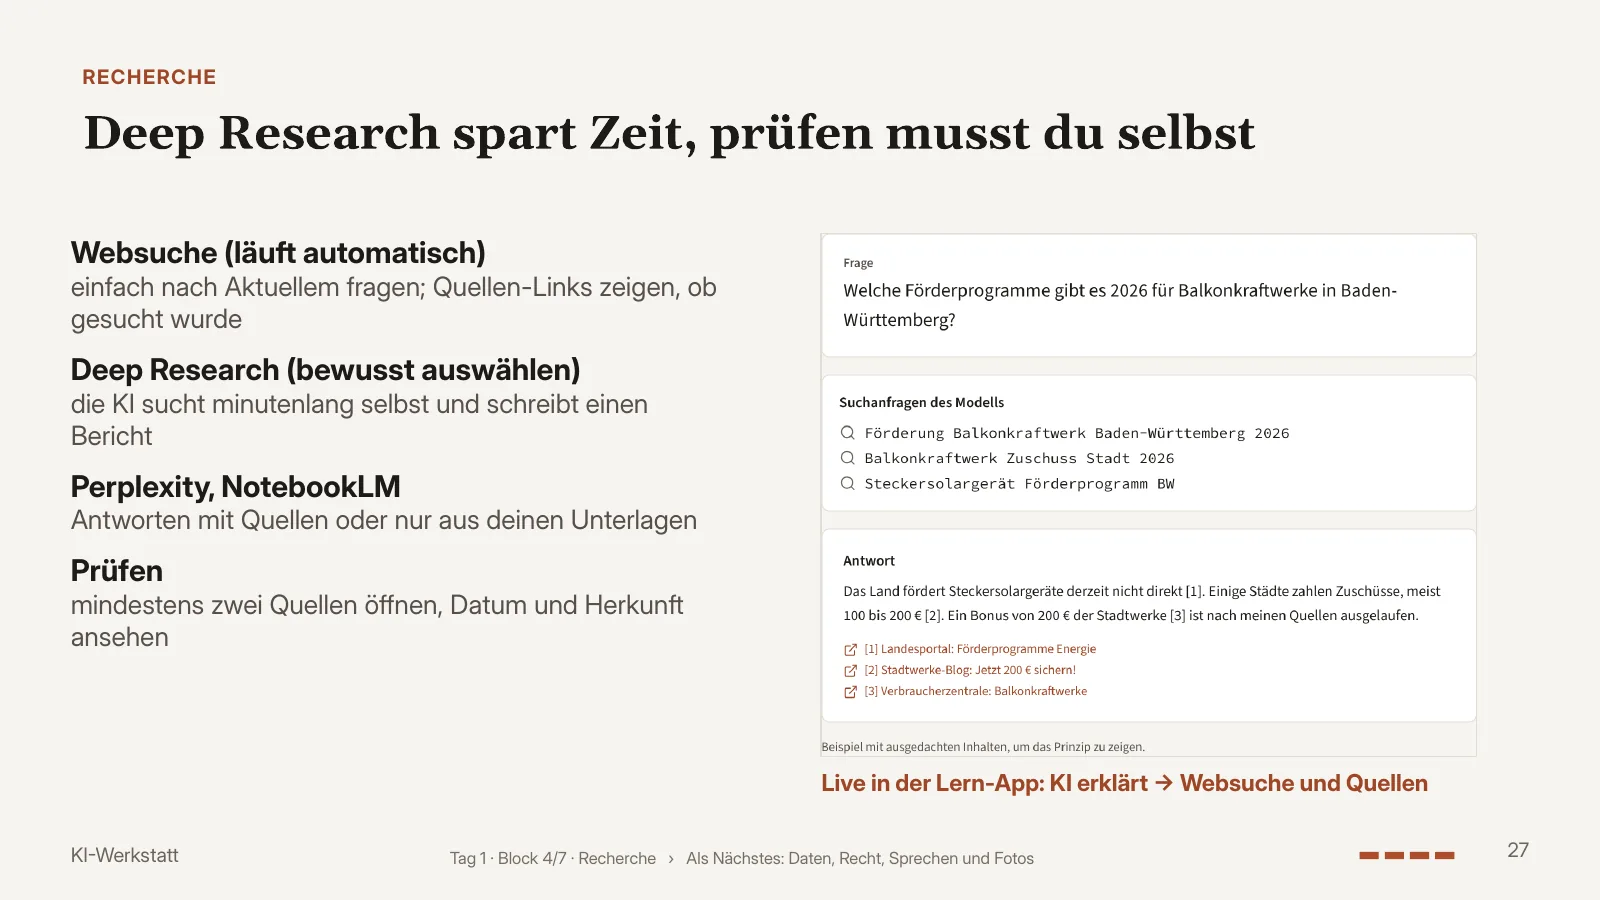 RECHERCHE
Deep Research spart Zeit, prüfen musst du selbst
Websuche (läuft automatisch)
einfach nach Aktuellem fragen; Quellen-Links zeigen, ob
gesucht wurde
Deep Research (bewusst auswählen)
die KI sucht minutenlang selbst und schreibt einen
Bericht
Perplexity, NotebookLM
Antworten mit Quellen oder nur aus deinen Unterlagen
Prüfen
mindestens zwei Quellen öffnen, Datum und Herkunft
ansehen
Frage
Welche Förderprogramme gibt es 2026 für Balkonkraftwerke in Baden-
Württemberg?
Suchanfragen des Modells
Förderung Balkonkraftwerk Baden-Württemberg 2026
Balkonkraftwerk Zuschuss Stadt 2026
Steckersolargerät Förderprogramm BW
Antwort
Das Land fördert Steckersolargeräte derzeit nicht direkt [1]. Einige Städte zahlen Zuschüsse, meist
100 bis 200 € [2]. Ein Bonus von 200 € der Stadtwerke [3] ist nach meinen Quellen ausgelaufen.
[1] Landesportal: Förderprogramme Energie
[2] Stadtwerke-Blog: Jetzt 200 € sichern!
[3] Verbraucherzentrale: Balkonkraftwerke
Beispiel mit ausgedachten Inhalten, um das Prinzip zu zeigen.
Live in der Lern-App: KI erklärt → Websuche und Quellen
KI-Werkstatt
Tag 1 · Block 4/7 · Recherche › Als Nächstes: Daten, Recht, Sprechen und Fotos
27